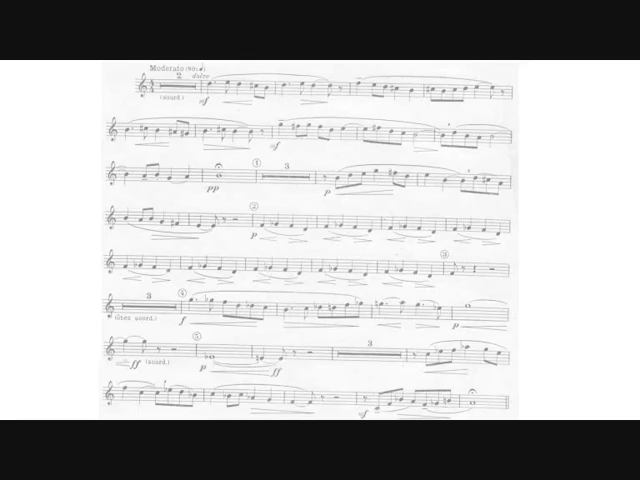 Moderato (80 ♩)
2 dolce
(sourd.) mf
mf
1 3
pp p
2
p
3
3 4
(ôtez sourd.) f p
5 3
ff (sourd.) p ff
mf